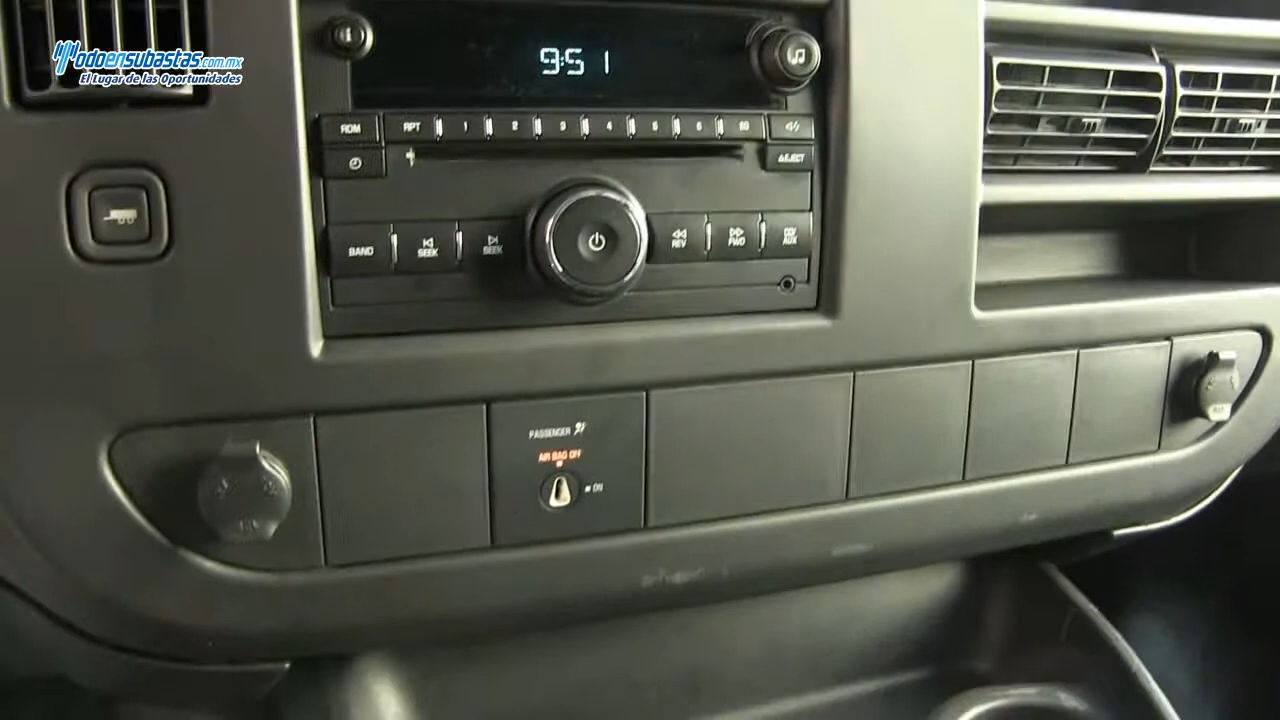 Todoensubastas.com.mx
El Lugar de las Oportunidades
9:51
RDM RPT 1 2 3 4 5 6
EJECT
BAND SEEK SEEK REV FWD CD/AUX
PASSENGER
AIR BAG OFF
ON